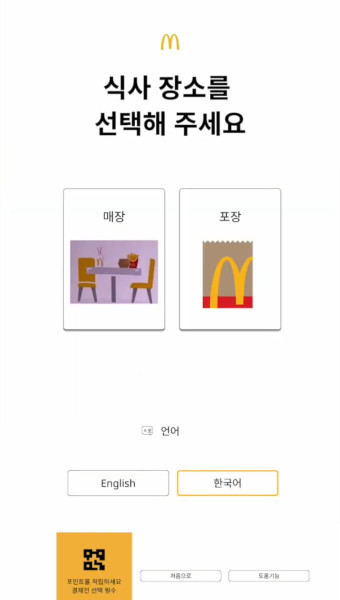 식사 장소를
선택해 주세요
매장
포장
언어
English
한국어
포인트를 적립하세요
결제전 선택 필수
처음으로
도움기능